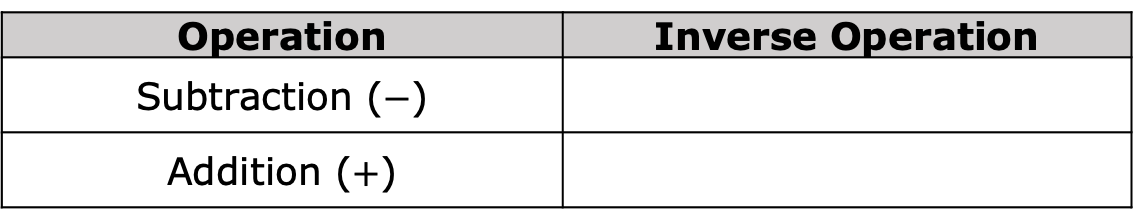 Operation Inverse Operation
Subtraction (−)
Addition (+)